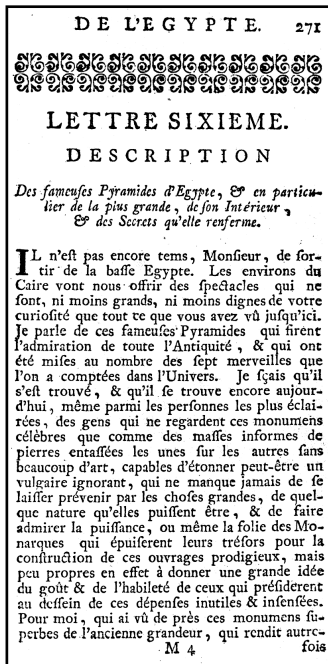 DE L'EGYPTE. 271
LETTRE SIXIEME.
DESCRIPTION
Des fameuſes Pyramides d'Egypte, & en particu-
lier de la plus grande, de ſon Intérieur,
& des Secrets qu'elle renferme.
IL n'eſt pas encore tems, Monſieur, de ſor-
tir de la baſſe Egypte. Les environs du
Caire vont nous offrir des ſpectacles qui ne
ſont, ni moins grands, ni moins dignes de votre
curioſité que tout ce que vous avez vû juſqu'ici.
Je parle de ces fameuſes Pyramides qui firent
l'admiration de toute l'Antiquité, & qui ont
été miſes au nombre des ſept merveilles que
l'on a comptées dans l'Univers. Je ſçais qu'il
s'eſt trouvé, & qu'il ſe trouve encore aujour-
d'hui, même parmi les perſonnes les plus éclai-
rées, des gens qui ne regardent ces monumens
célèbres que comme des maſſes informes de
pierres entaſſées les unes ſur les autres ſans
beaucoup d'art, capables d'étonner peut-être un
vulgaire ignorant, qui ne manque jamais de ſe
laiſſer prévenir par les choſes grandes, de quel-
que nature qu'elles puiſſent être, & de faire
admirer la puiſſance, ou même la folie des Mo-
narques qui épuiſerent leurs tréſors pour la
conſtruction de ces ouvrages prodigieux, mais
peu propres en effet à donner une grande idée
du goût & de l'habileté de ceux qui préſiderent
au deſſein de ces dépenſes inutiles & inſenſées.
Pour moi, qui ai vû de près ces monumens ſu-
perbes de l'ancienne grandeur, qui rendit autre-
M 4 fois